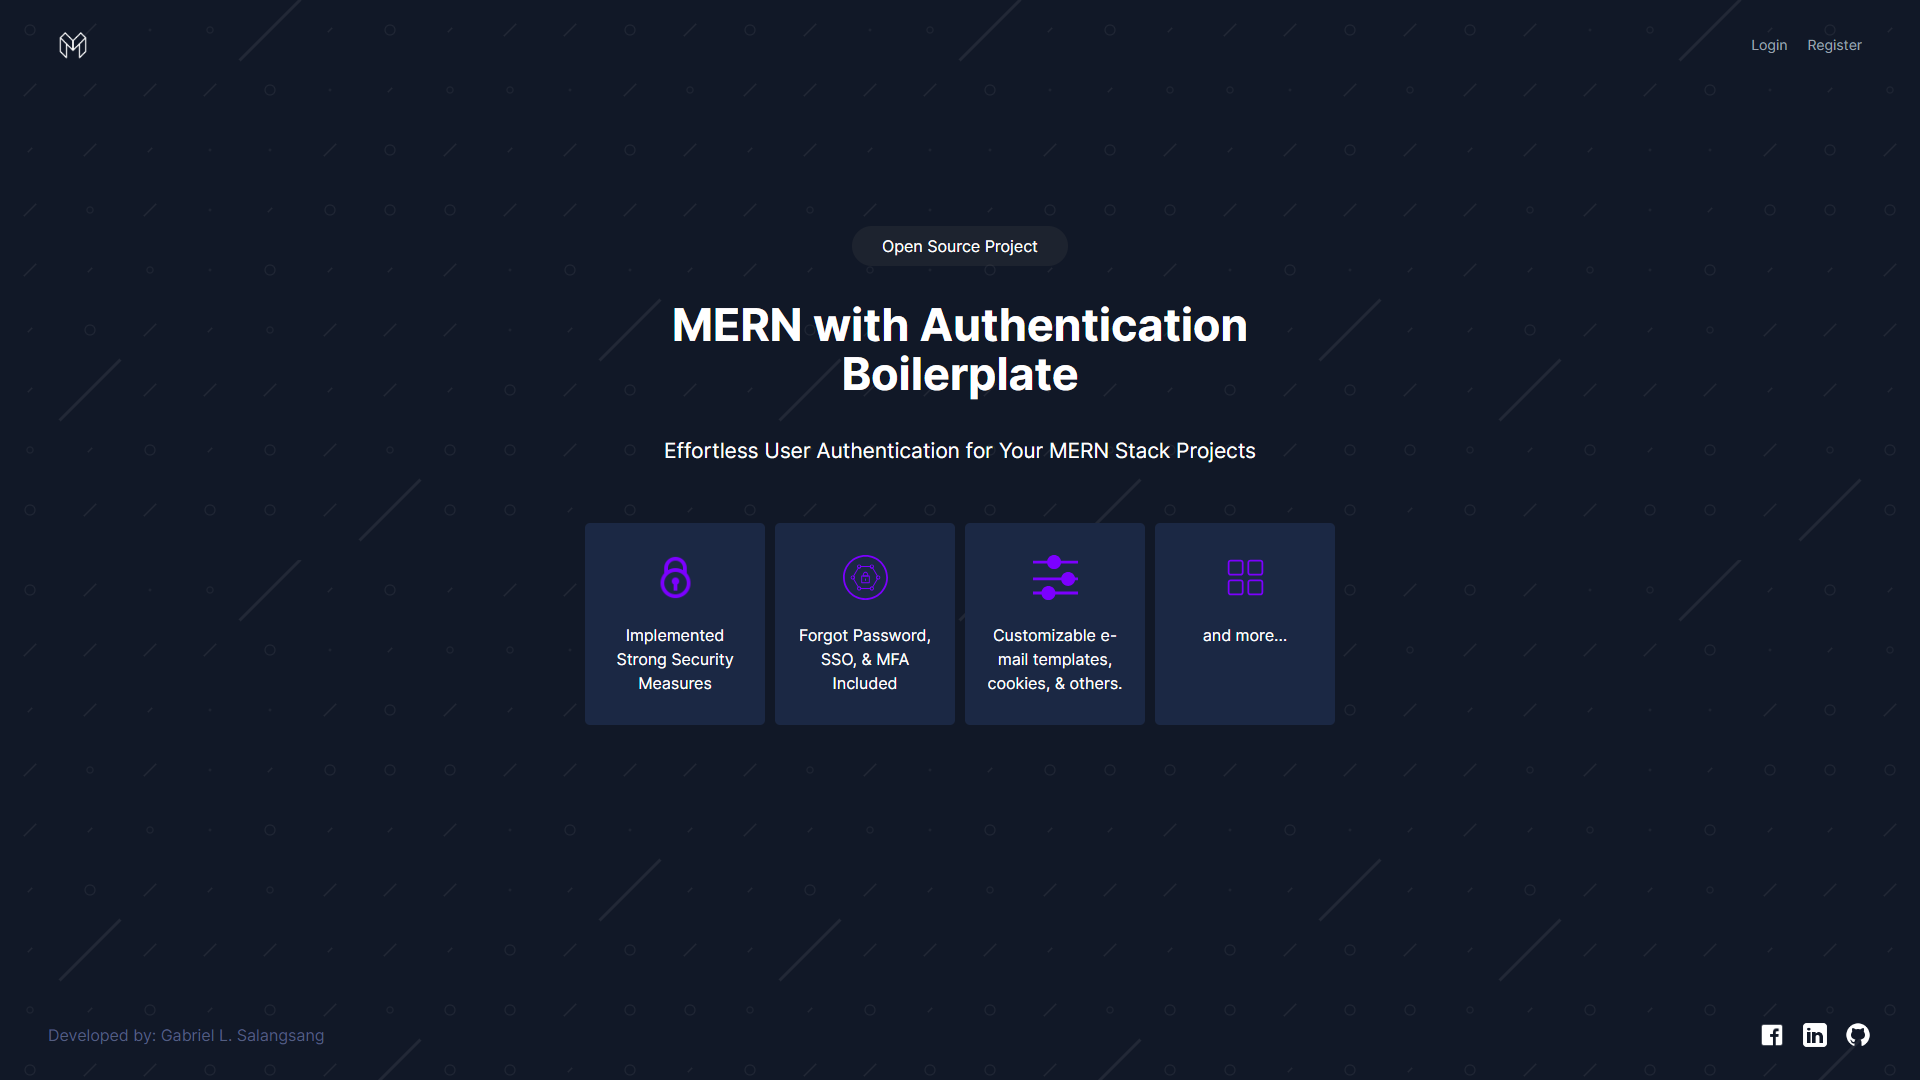 Login Register
Open Source Project
MERN with Authentication
Boilerplate
Effortless User Authentication for Your MERN Stack Projects
Implemented
Strong Security
Measures
Forgot Password,
SSO, & MFA
Included
Customizable e-
mail templates,
cookies, & others.
and more...
Developed by: Gabriel L. Salangsang